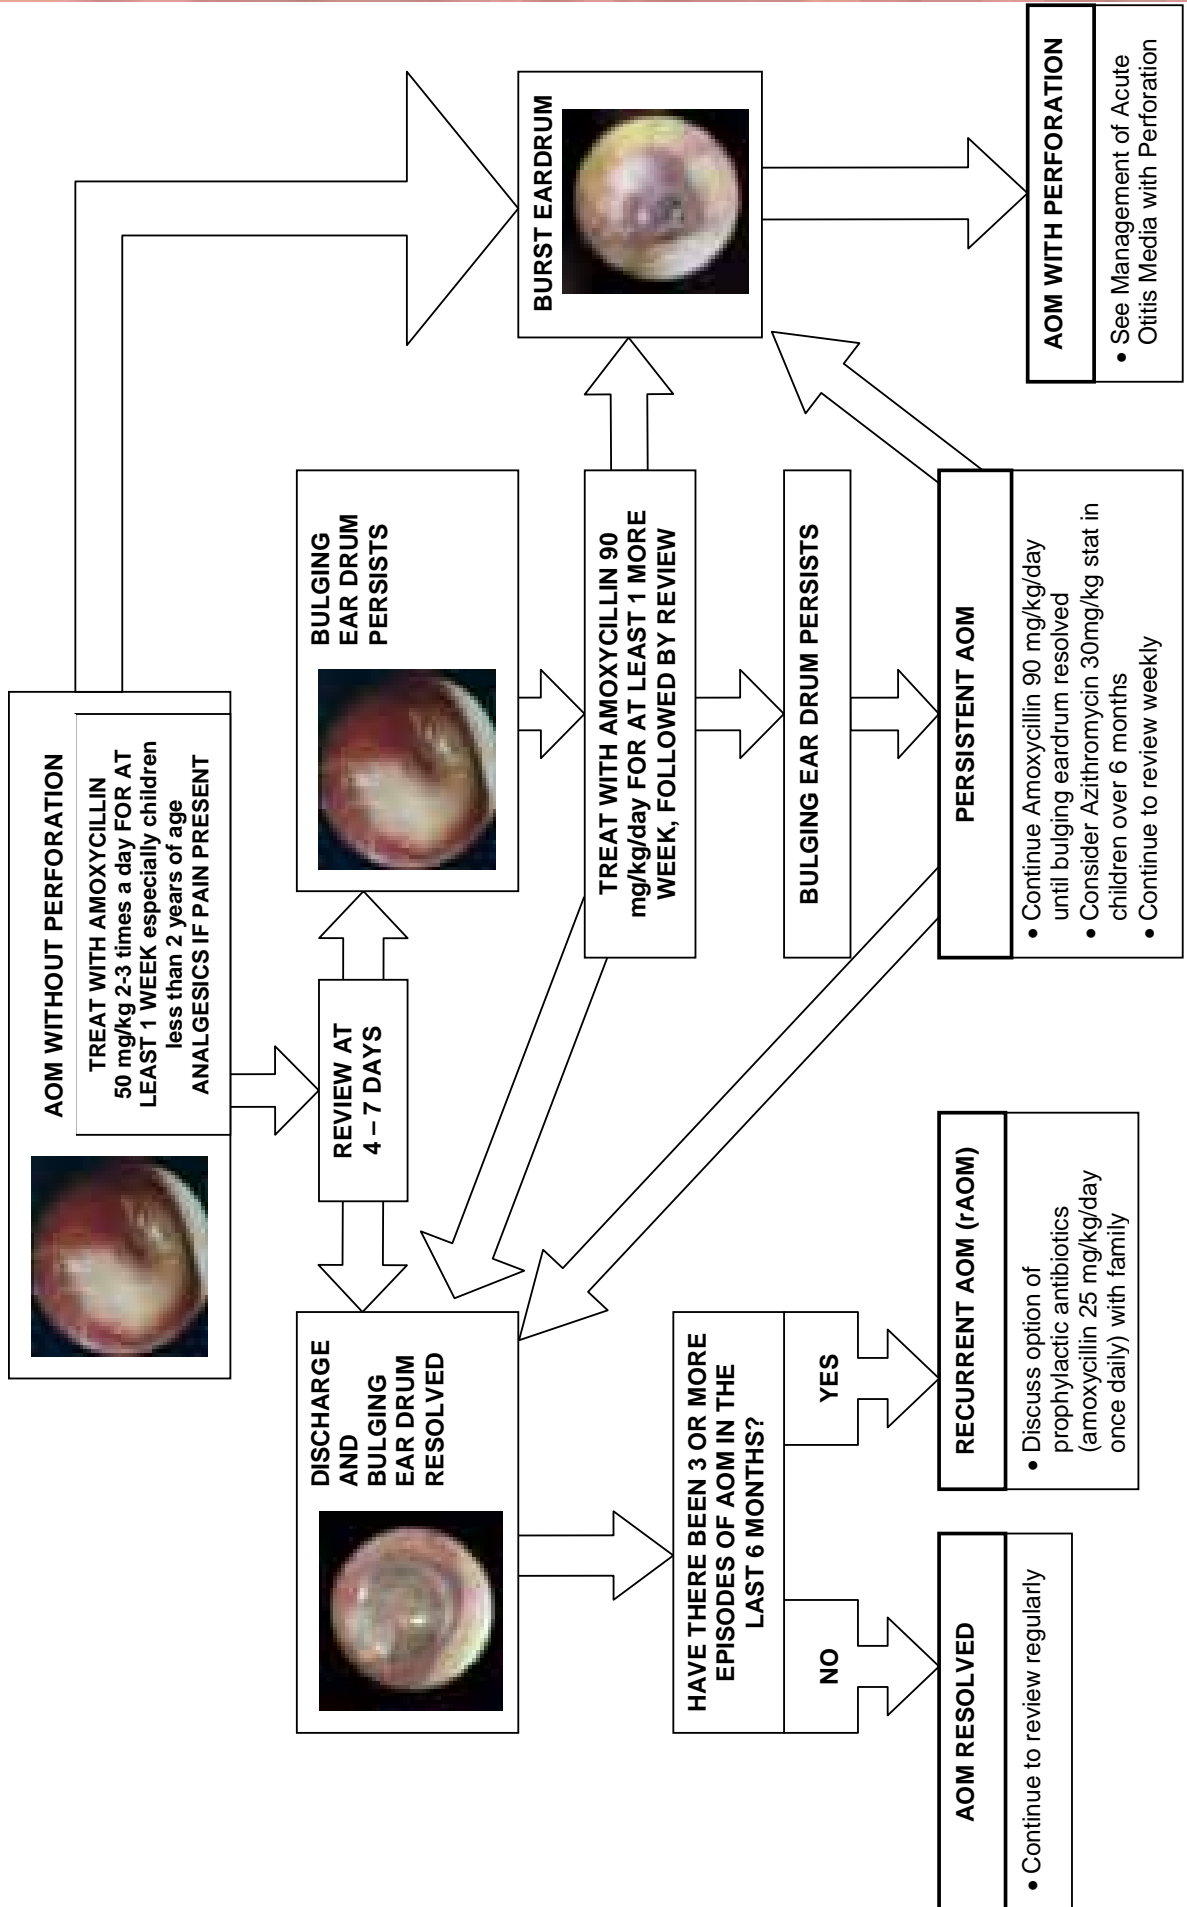 AOM WITHOUT PERFORATION
TREAT WITH AMOXYCILLIN
50 mg/kg 2-3 times a day FOR AT
LEAST 1 WEEK especially children
less than 2 years of age
ANALGESICS IF PAIN PRESENT
REVIEW AT
4 – 7 DAYS
DISCHARGE
AND
BULGING
EAR DRUM
RESOLVED
BULGING
EAR DRUM
PERSISTS
BURST EARDRUM
TREAT WITH AMOXYCILLIN 90
mg/kg/day FOR AT LEAST 1 MORE
WEEK, FOLLOWED BY REVIEW
HAVE THERE BEEN 3 OR MORE
EPISODES OF AOM IN THE
LAST 6 MONTHS?
NO
YES
BULGING EAR DRUM PERSISTS
AOM RESOLVED
• Continue to review regularly
RECURRENT AOM (rAOM)
• Discuss option of
prophylactic antibiotics
(amoxycillin 25 mg/kg/day
once daily) with family
PERSISTENT AOM
• Continue Amoxycillin 90 mg/kg/day
until bulging eardrum resolved
• Consider Azithromycin 30mg/kg stat in
children over 6 months
• Continue to review weekly
AOM WITH PERFORATION
• See Management of Acute
Otitis Media with Perforation